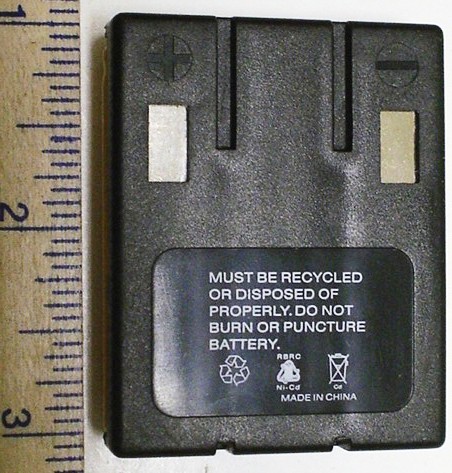 1
2
3
MUST BE RECYCLED
OR DISPOSED OF
PROPERLY. DO NOT
BURN OR PUNCTURE
BATTERY.
RBRC
Ni-Cd
Cd
MADE IN CHINA